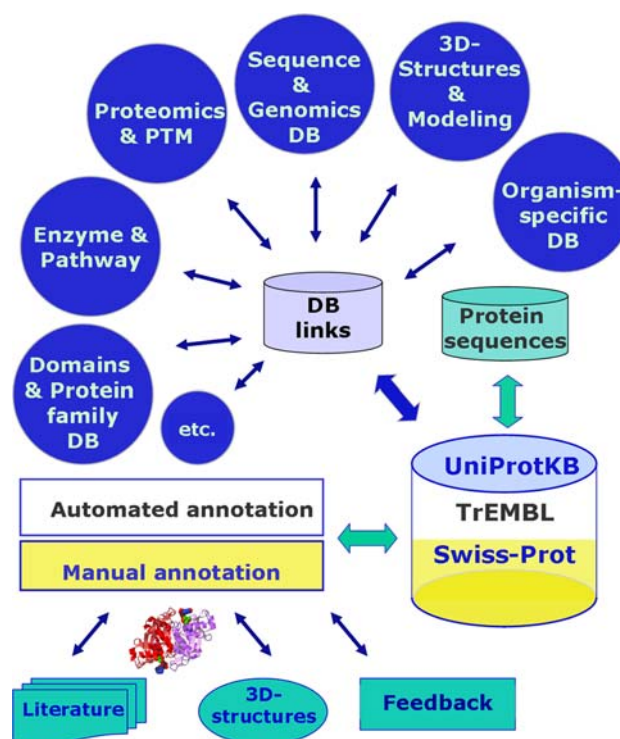 Sequence
&
Genomics
DB
3D-
Structures
&
Modeling
Proteomics
& PTM
Organism-
specific
DB
Enzyme &
Pathway
DB
links
Protein
sequences
Domains
& Protein
family
DB
etc.
UniProtKB
TrEMBL
Swiss-Prot
Automated annotation
Manual annotation
Literature
3D-
structures
Feedback